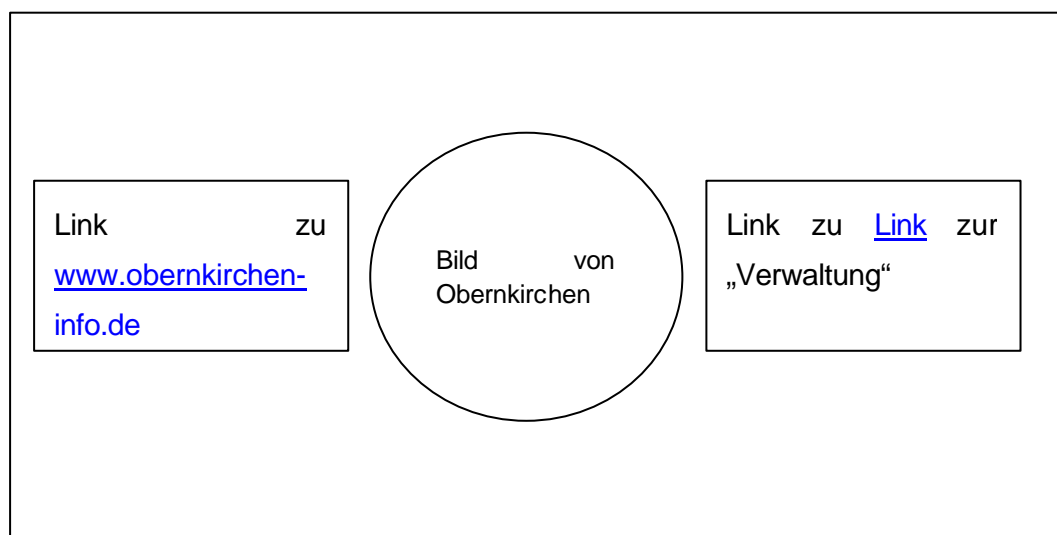 Link zu
www.obernkirchen-
info.de
Bild von
Obernkirchen
Link zu Link zur
„Verwaltung“